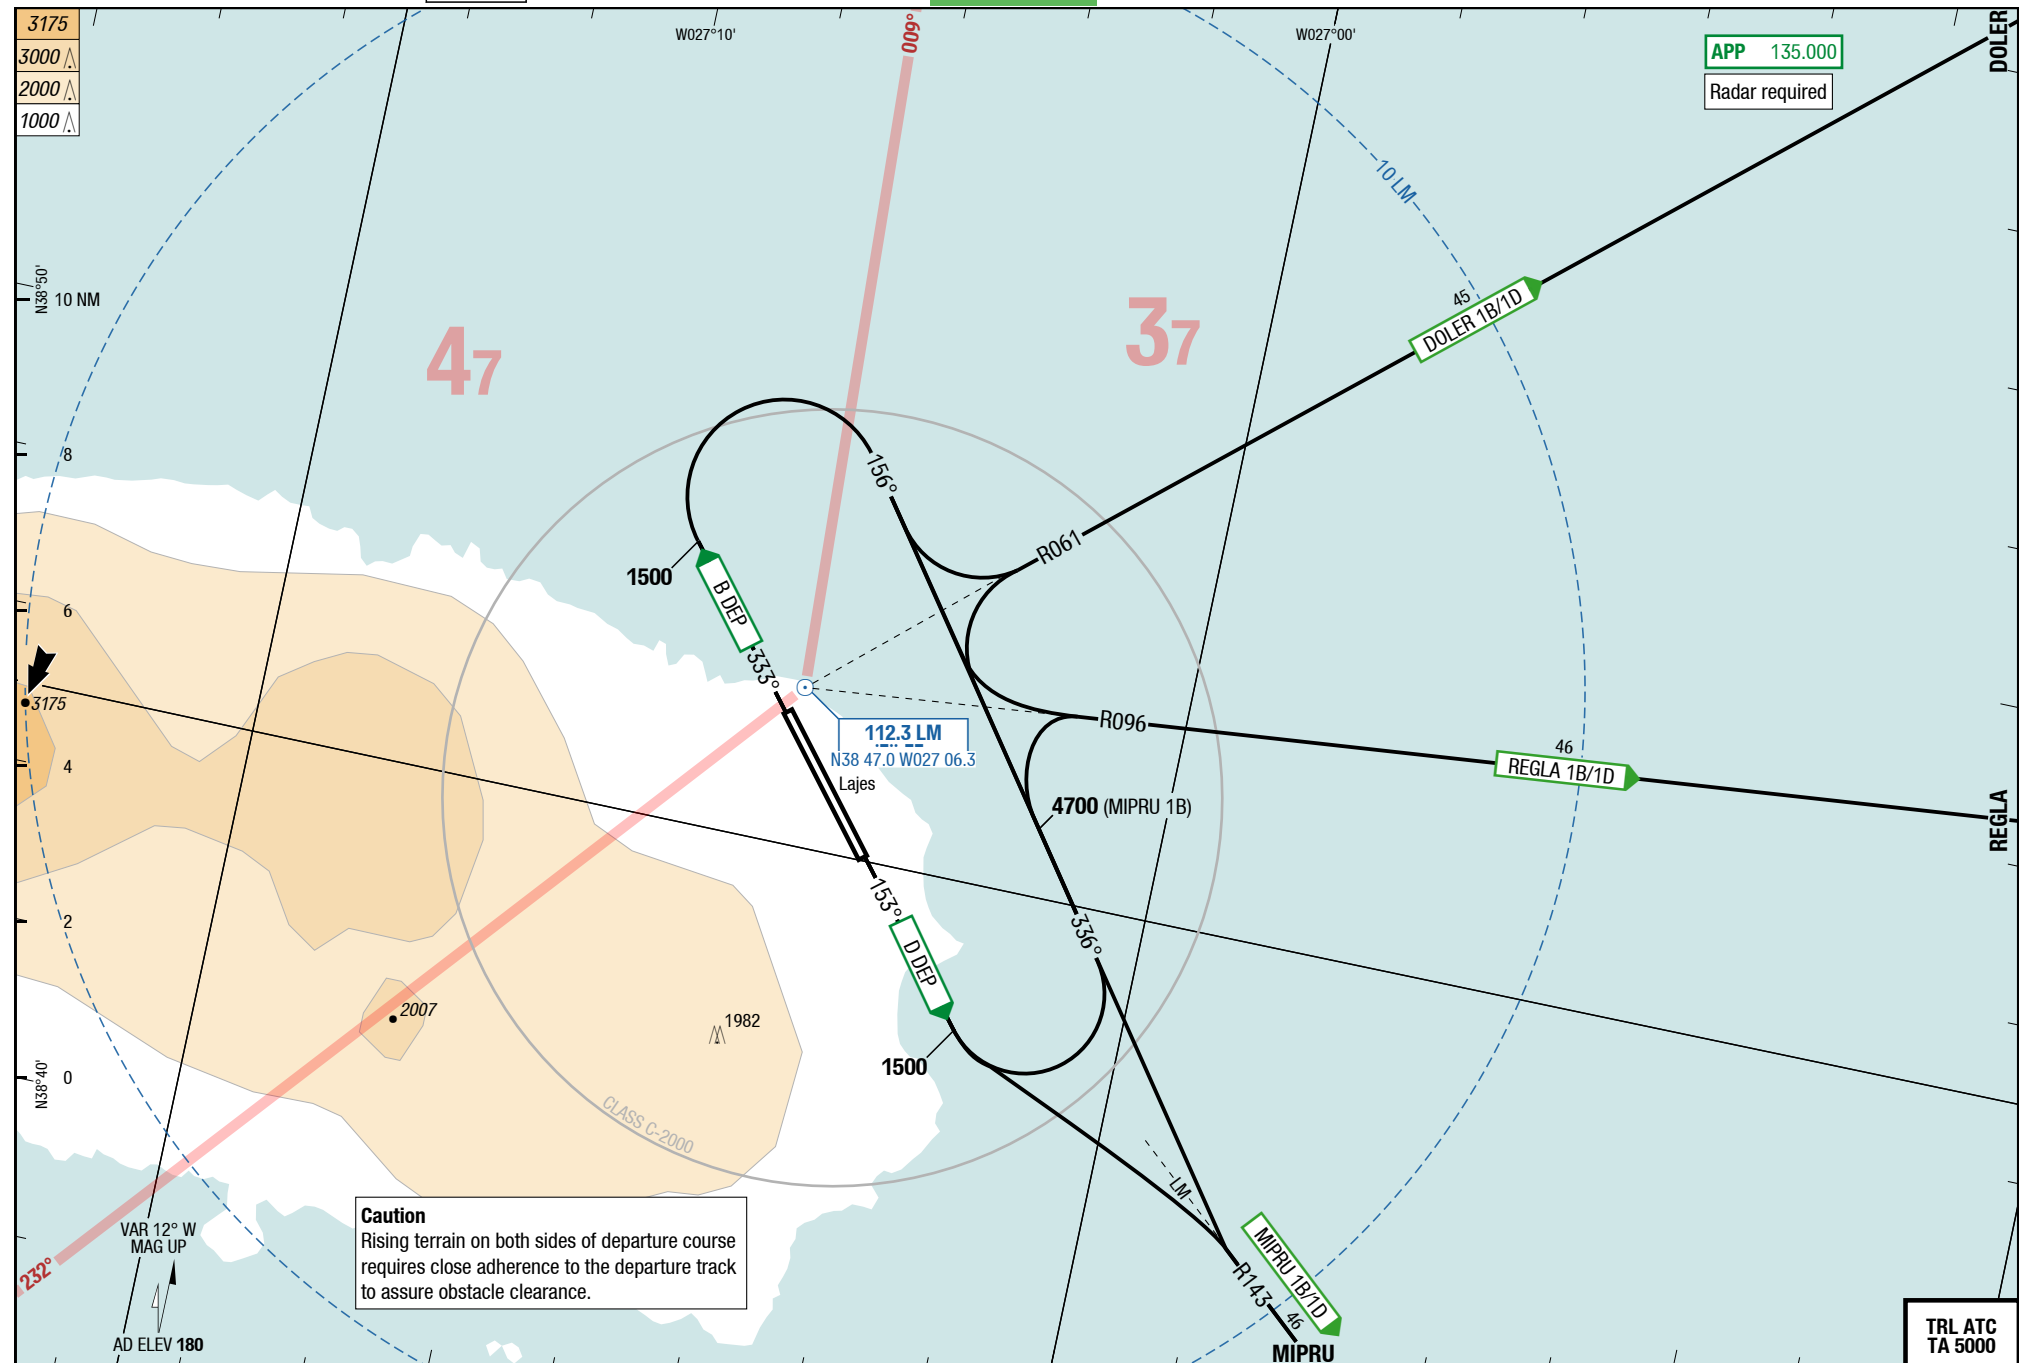 3175
3000
2000
1000
W027°10'
009°
W027°00'
DOLER
APP 135.000
Radar required
10 LM
N38°50'
10 NM
47
37
45
DOLER 1B/1D
8
156°
R061
1500
B DEP
6
333°
3175
112.3 LM
N38 47.0 W027 06.3
Lajes
R096
46
REGLA 1B/1D
REGLA
4
4700 (MIPRU 1B)
2
153°
336°
D DEP
2007
1982
1500
N38°40'
0
CLASS C-2000
LM
232°
VAR 12° W
MAG UP
AD ELEV 180
Caution
Rising terrain on both sides of departure course
requires close adherence to the departure track
to assure obstacle clearance.
MIPRU 1B/1D
R143
46
MIPRU
TRL ATC
TA 5000